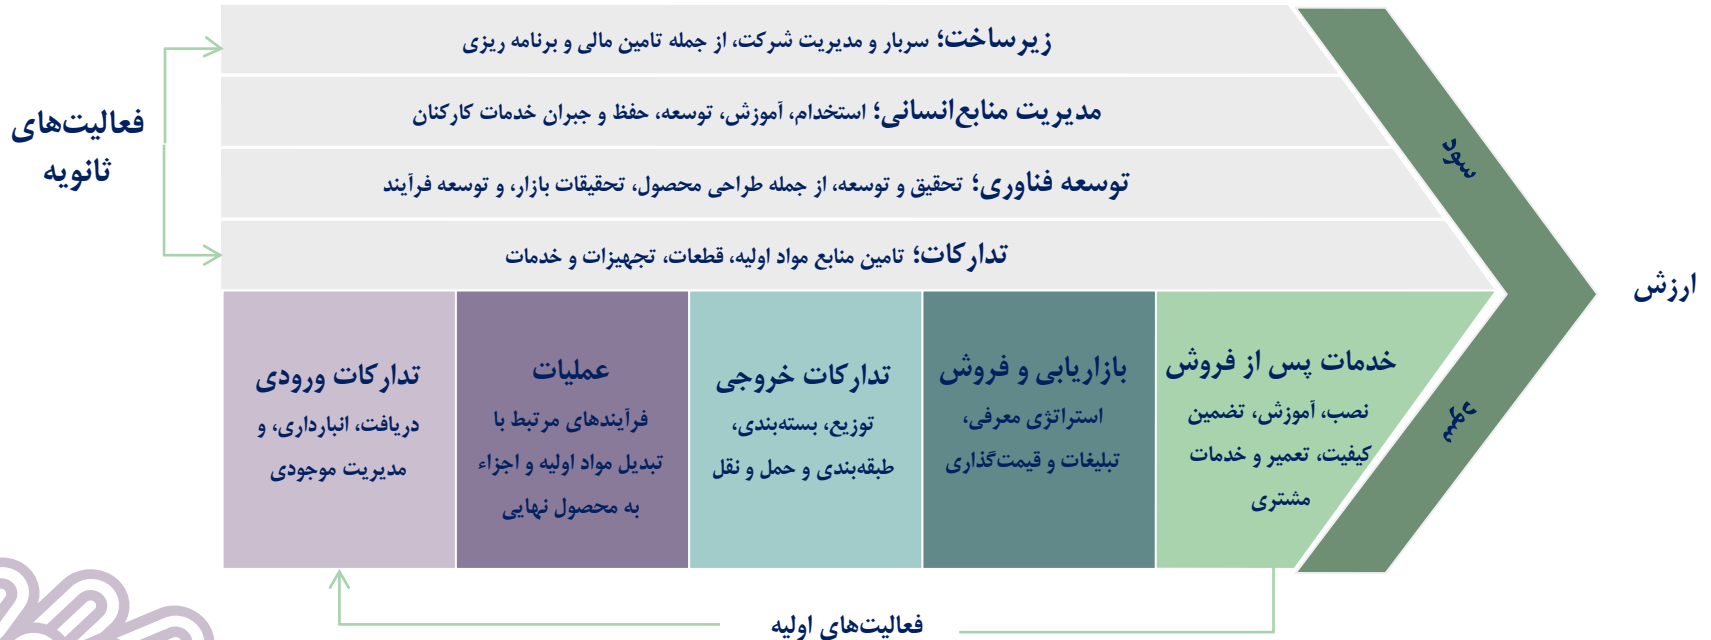 زیرساخت؛ سربار و مدیریت شرکت، از جمله تامین مالی و برنامه ریزی
مدیریت منابع‌انسانی؛ استخدام، آموزش، توسعه، حفظ و جبران خدمات کارکنان
توسعه فناوری؛ تحقیق و توسعه، از جمله طراحی محصول، تحقیقات بازار، و توسعه فرآیند
تدارکات؛ تامین منابع مواد اولیه، قطعات، تجهیزات و خدمات
فعالیت‌های
ثانویه
سود
سود
ارزش
خدمات پس از فروش
نصب، آموزش، تضمین
کیفیت، تعمیر و خدمات
مشتری
بازاریابی و فروش
استراتژی معرفی،
تبلیغات و قیمت‌گذاری
تدارکات خروجی
توزیع، بسته‌بندی،
طبقه‌بندی و حمل و نقل
عملیات
فرآیندهای مرتبط با
تبدیل مواد اولیه و اجزاء
به محصول نهایی
تدارکات ورودی
دریافت، انبارداری، و
مدیریت موجودی
فعالیت‌های اولیه